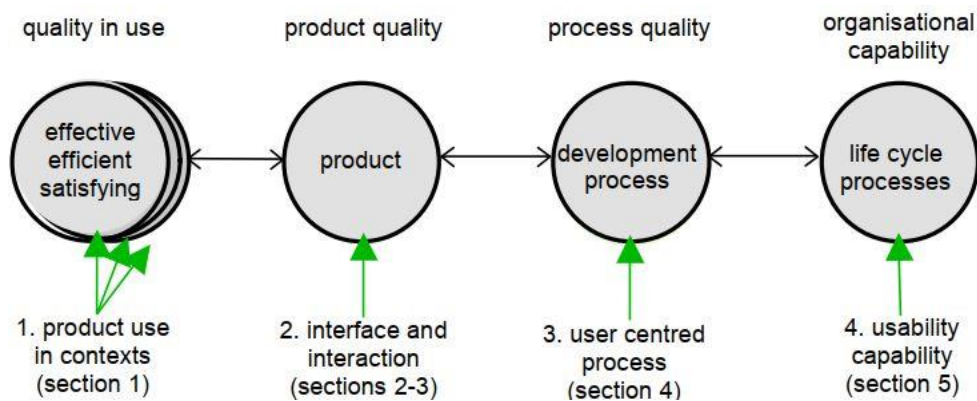 quality in use
product quality
process quality
organisational
capability
effective
efficient
satisfying
product
development
process
life cycle
processes
1. product use
in contexts
(section 1)
2. interface and
interaction
(sections 2-3)
3. user centred
process
(section 4)
4. usability
capability
(section 5)